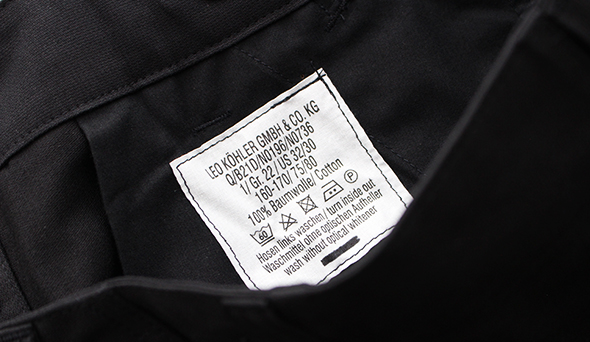 LEO KÖHLER GMBH & CO. KG
Q/B21D/N0196/N0736
1/ Gr. 22/ US 32/30
160-170/ 75/80
100% Baumwolle/ Cotton
60 P
Hosen links waschen/ turn inside out
Waschmittel ohne optischen Aufheller
wash without optical whitener